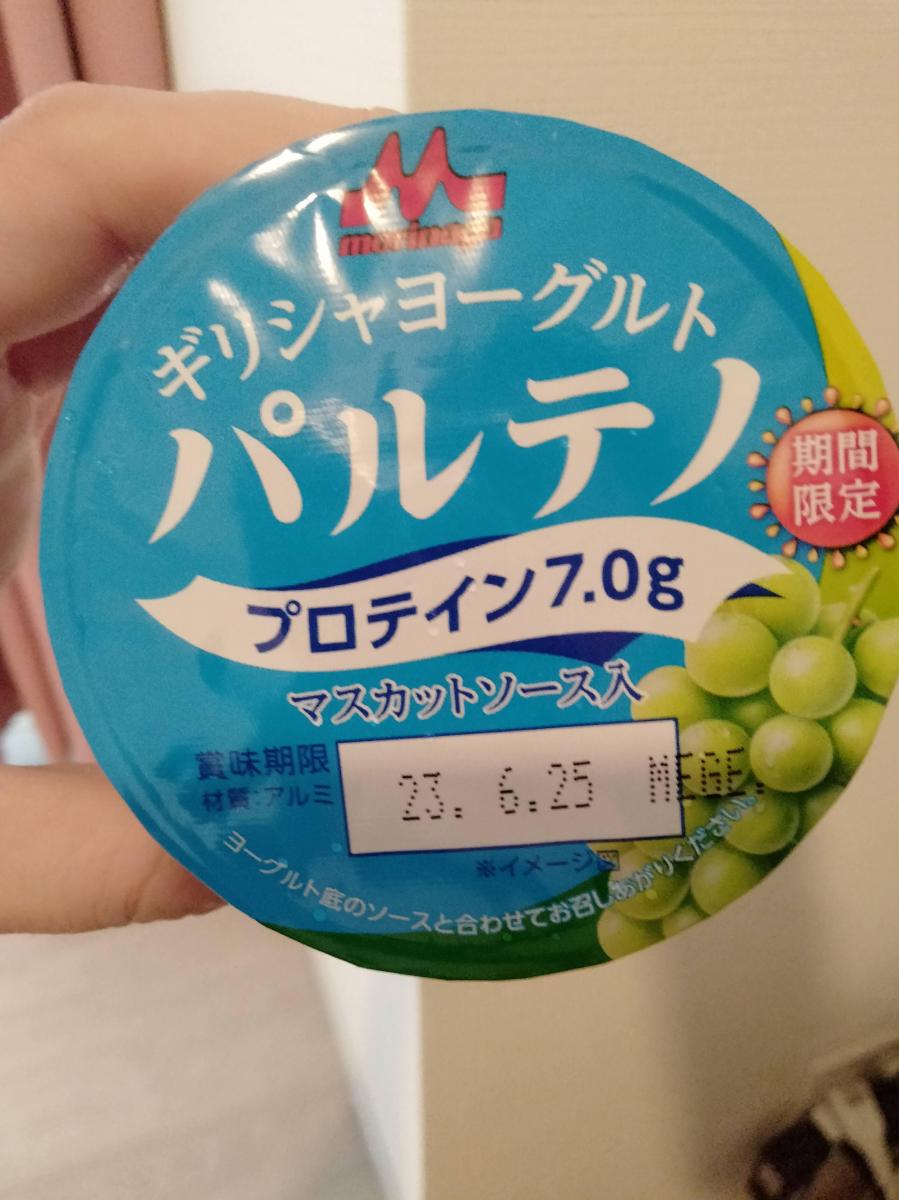 morinaga
ギリシャヨーグルト
パルテノ
期間
限定
プロテイン7.0g
マスカットソース入
賞味期限
材質:アルミ
23. 6.25 MEGE.
※イメージ図
ヨーグルト底のソースと合わせてお召しあがりください。